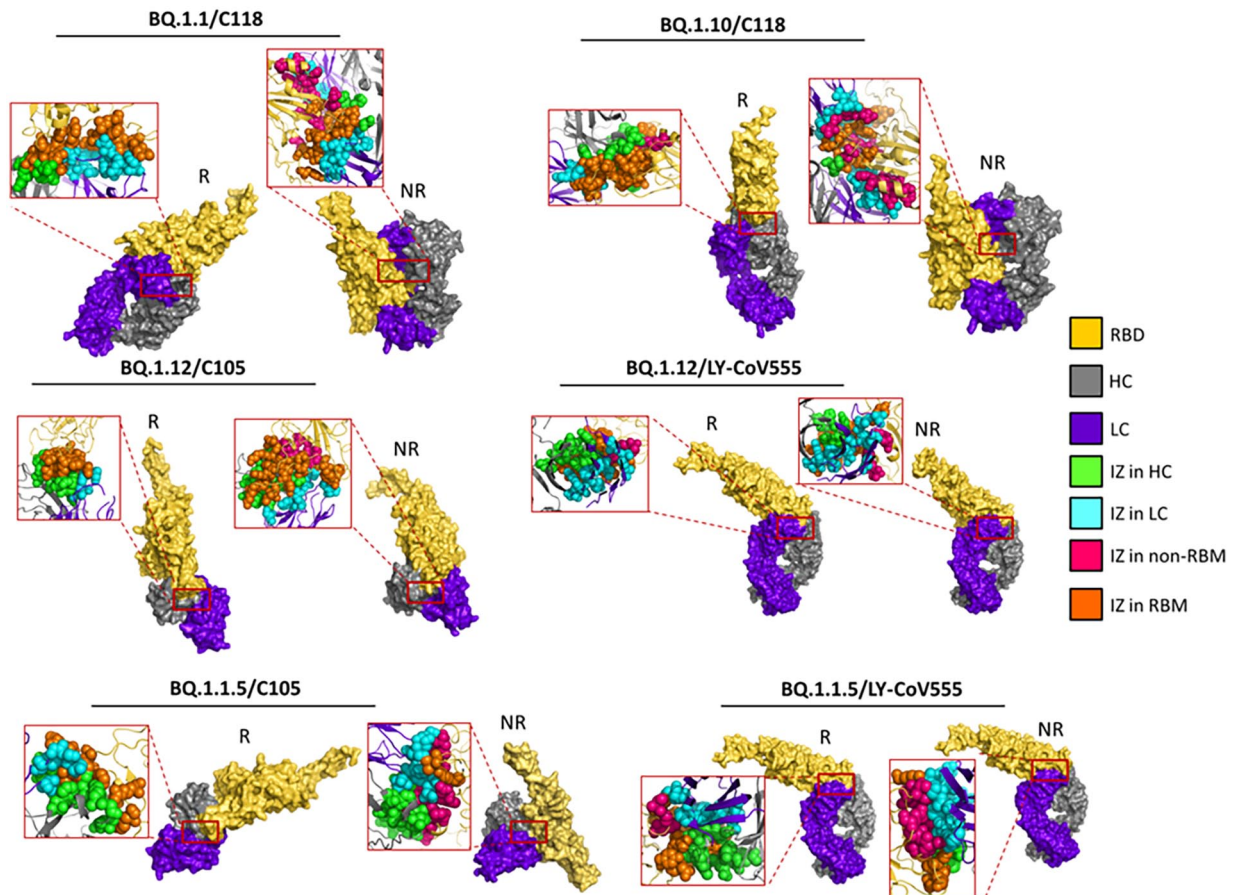 BQ.1.1/C118
BQ.1.10/C118
R
NR
R
NR
BQ.1.12/C105
BQ.1.12/LY-CoV555
R
NR
R
NR
BQ.1.1.5/C105
BQ.1.1.5/LY-CoV555
R
NR
R
NR
RBD
HC
LC
IZ in HC
IZ in LC
IZ in non-RBM
IZ in RBM